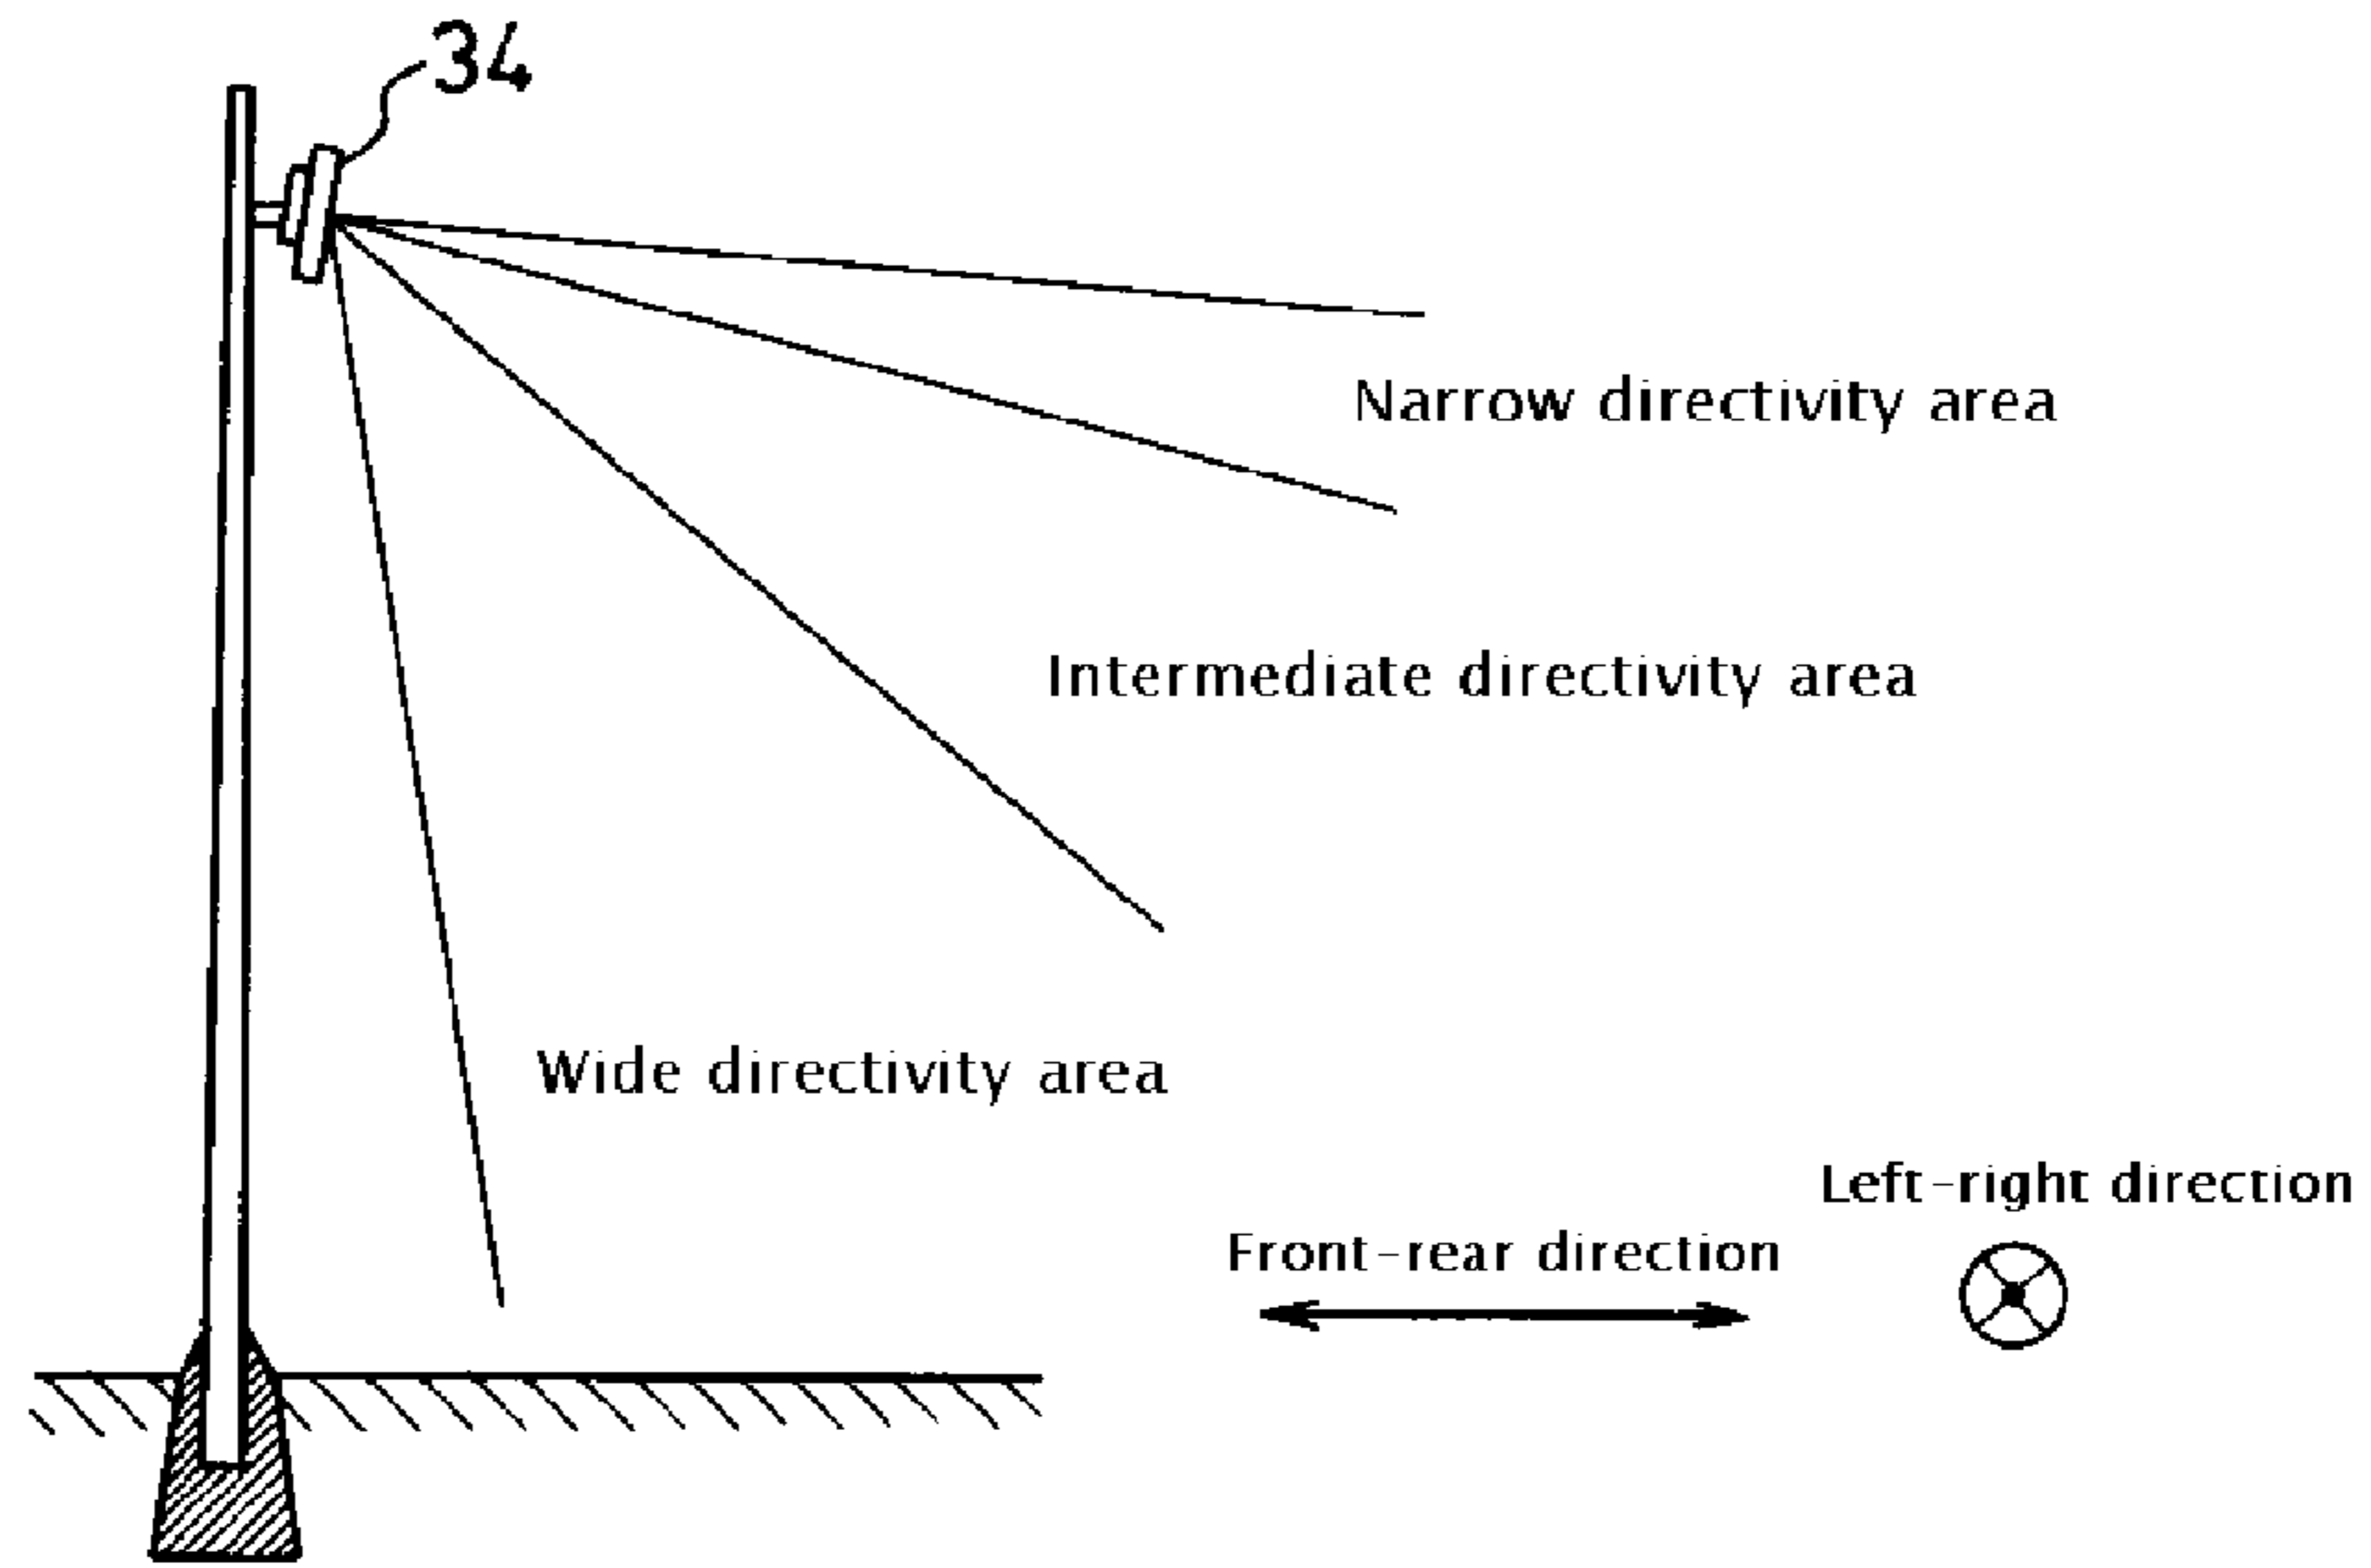 34
Narrow directivity area
Intermediate directivity area
Wide directivity area
Left-right direction
Front-rear direction